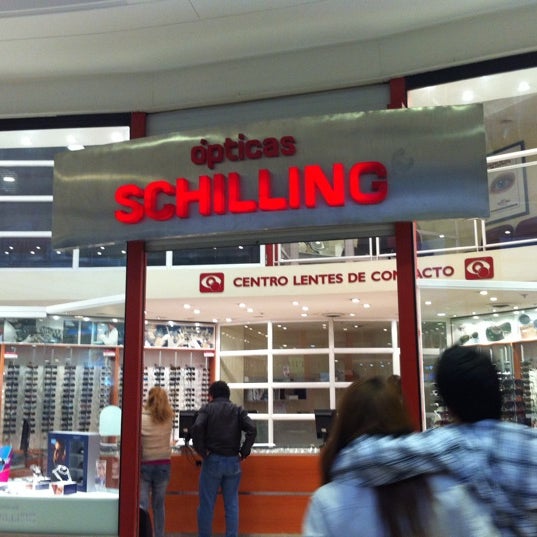 ópticas
SCHILLING
CENTRO LENTES DE CONTACTO